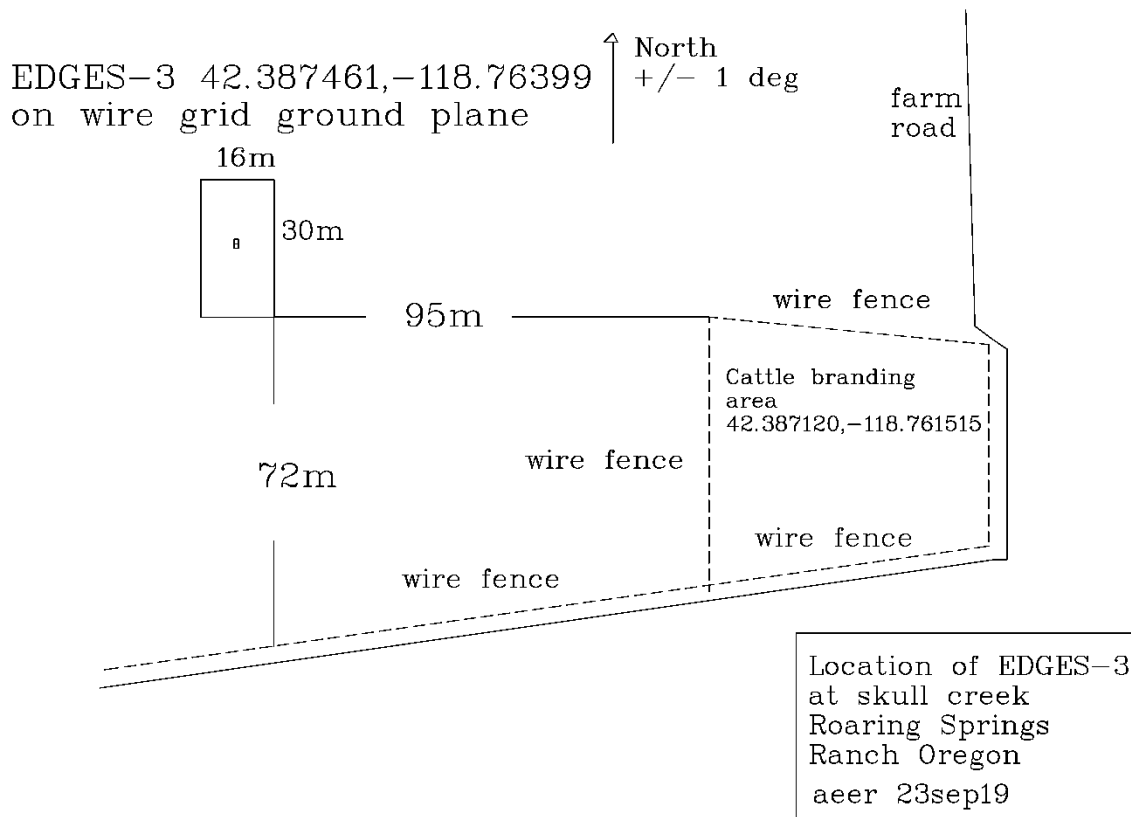 EDGES-3 42.387461,-118.76399
on wire grid ground plane
North
+/- 1 deg
farm
road
16m
30m
95m
wire fence
Cattle branding
area
42.387120,-118.761515
wire fence
72m
wire fence
wire fence
Location of EDGES-3
at skull creek
Roaring Springs
Ranch Oregon
aeer 23sep19